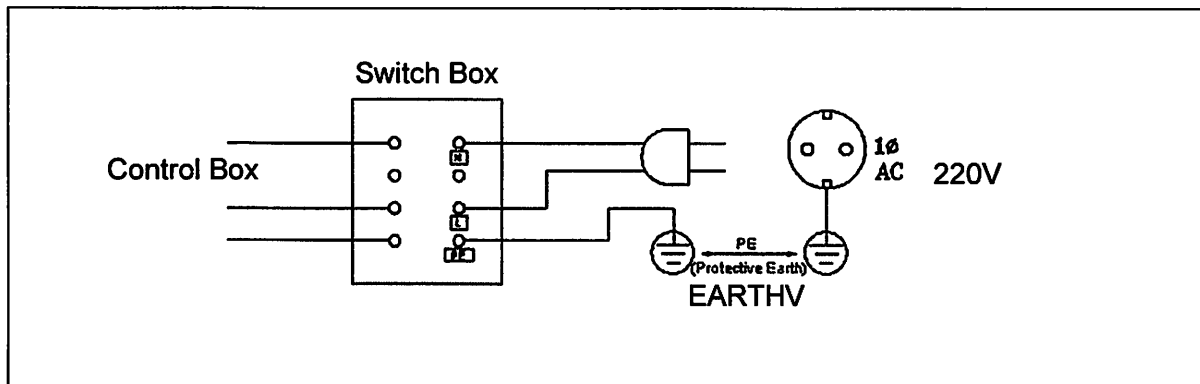 Switch Box
Control Box
N
L
PE
1ø
AC
220V
PE
(Protective Earth)
EARTHV